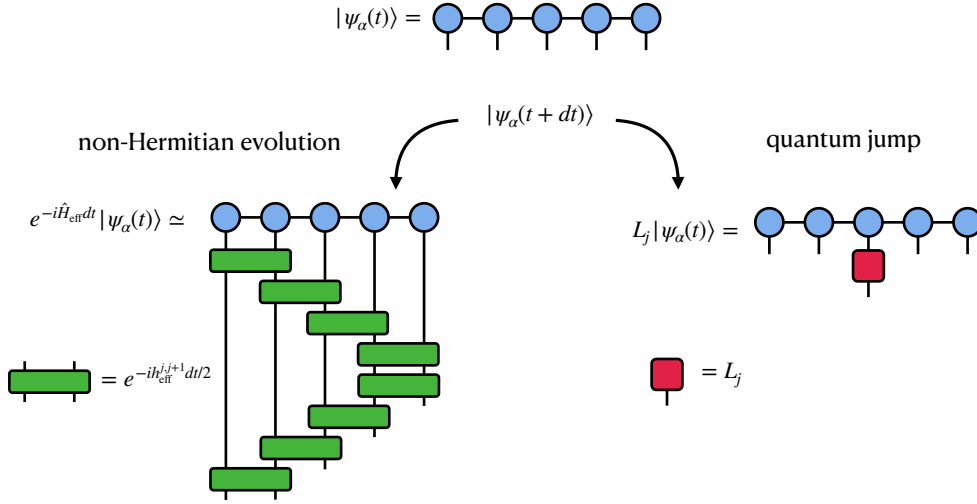 |ψ_α(t)⟩ =
|ψ_α(t + dt)⟩
non-Hermitian evolution
quantum jump
e^{−iĤ_eff dt}|ψ_α(t)⟩ ≃
L_j|ψ_α(t)⟩ =
= e^{−ih_eff^{j,j+1}dt/2}
= L_j